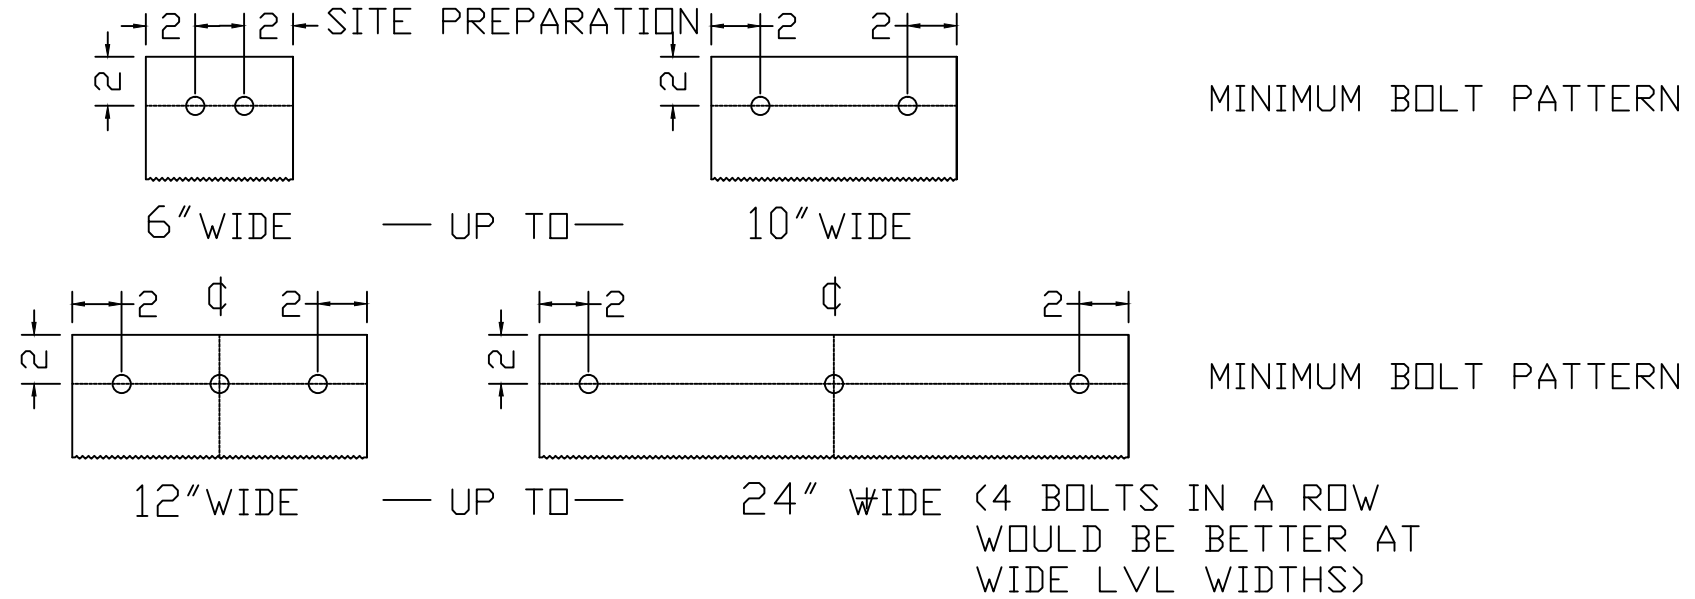 2 2 SITE PREPARATION 2 2
2 2
MINIMUM BOLT PATTERN
6" WIDE — UP TO — 10" WIDE
2 ℄ 2 2 ℄ 2
2 2
MINIMUM BOLT PATTERN
12" WIDE — UP TO — 24" WIDE (4 BOLTS IN A ROW
WOULD BE BETTER AT
WIDE LVL WIDTHS)